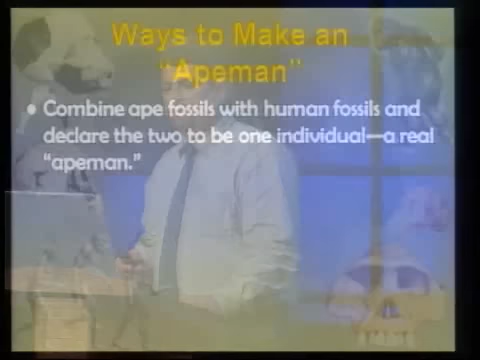 Ways to Make an
“Apeman”
• Combine ape fossils with human fossils and
declare the two to be one individual—a real
“apeman.”